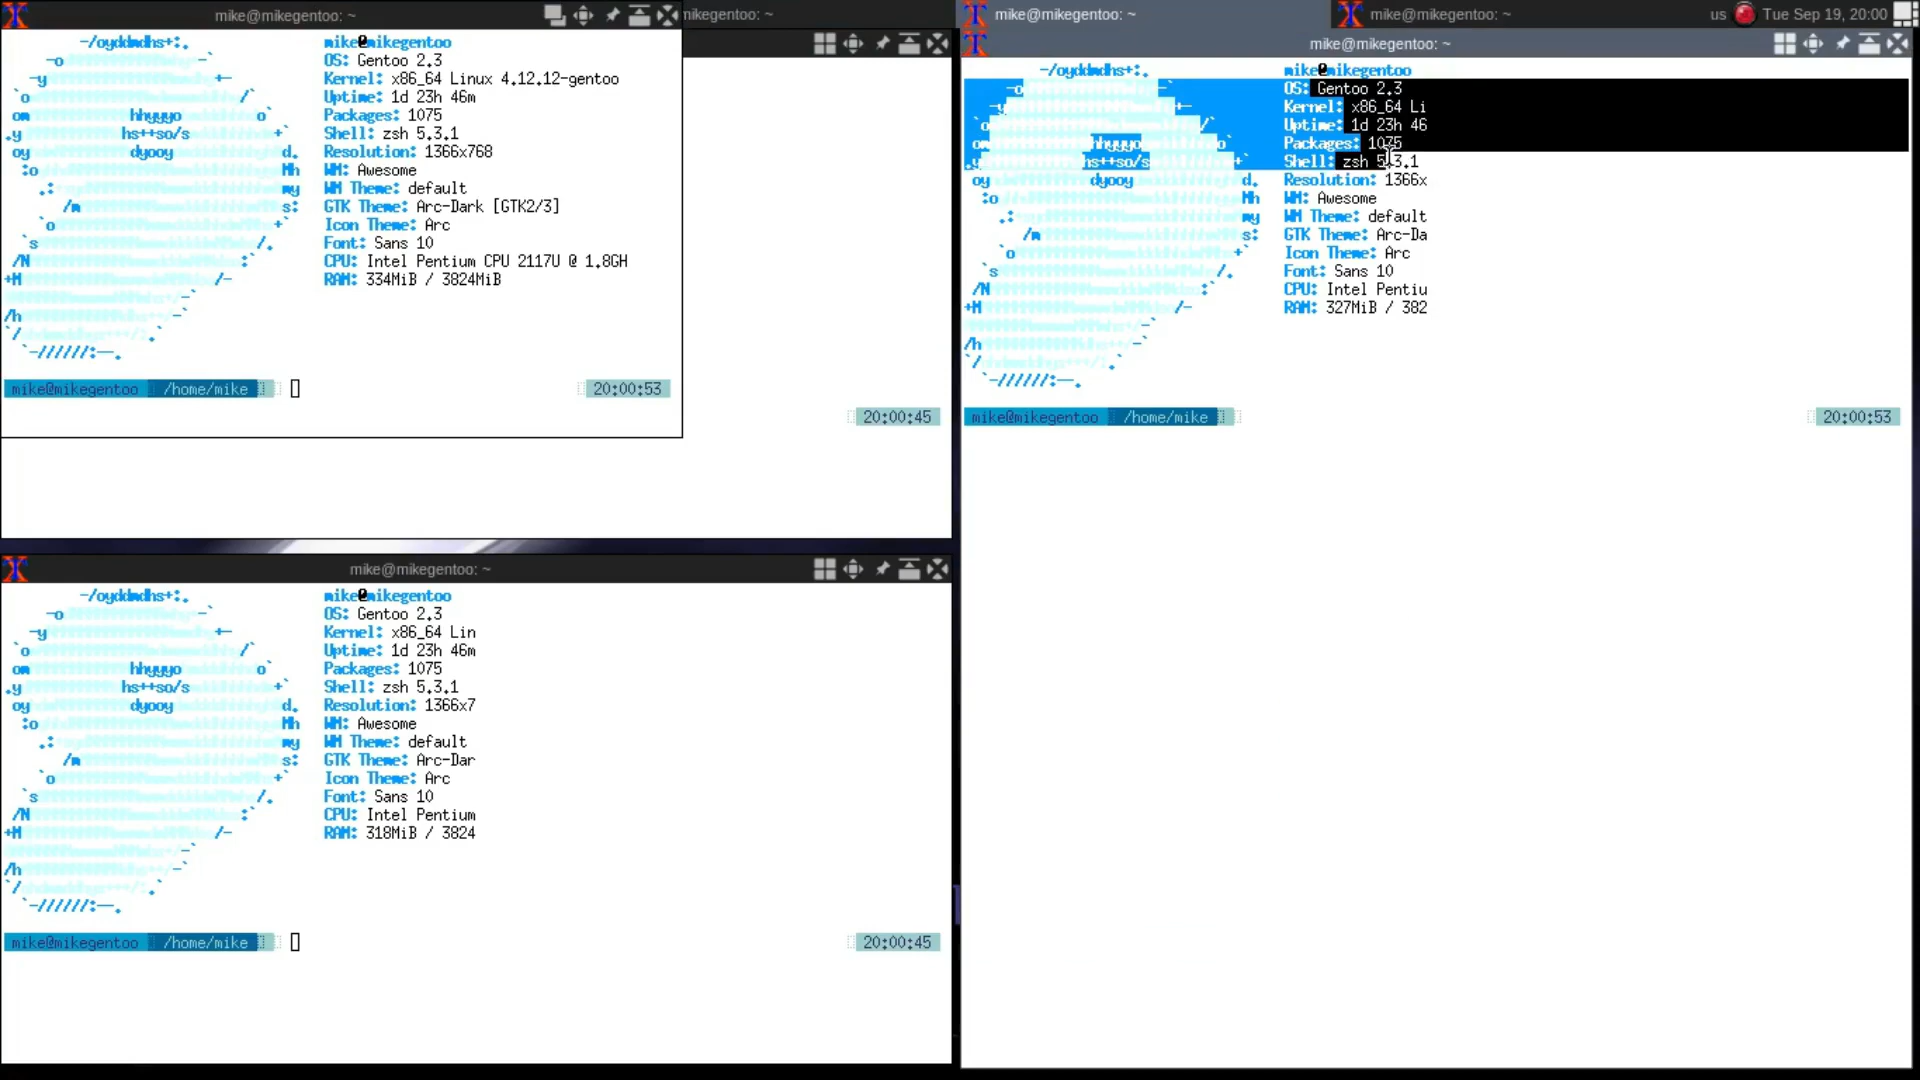 mike@mikegentoo: ~
mikegentoo: ~
mike@mikegentoo: ~
mike@mikegentoo: ~
us
Tue Sep 19, 20:00
-/oyddmdhs+:.
mike@mikegentoo
OS: Gentoo 2.3
Kernel: x86_64 Linux 4.12.12-gentoo
Uptime: 1d 23h 46m
Packages: 1075
Shell: zsh 5.3.1
Resolution: 1366x768
WM: Awesome
WM Theme: default
GTK Theme: Arc-Dark [GTK2/3]
Icon Theme: Arc
Font: Sans 10
CPU: Intel Pentium CPU 2117U @ 1.8GH
RAM: 334MiB / 3824MiB
mike@mikegentoo /home/mike
20:00:53
20:00:45
mike@mikegentoo: ~
-/oyddmdhs+:.
mike@mikegentoo
OS: Gentoo 2.3
Kernel: x86_64 Li
Uptime: 1d 23h 46
Packages: 1075
Shell: zsh 5.3.1
Resolution: 1366x
WM: Awesome
WM Theme: default
GTK Theme: Arc-Da
Icon Theme: Arc
Font: Sans 10
CPU: Intel Pentiu
RAM: 327MiB / 382
mike@mikegentoo /home/mike
20:00:53
mike@mikegentoo: ~
-/oyddmdhs+:.
mike@mikegentoo
OS: Gentoo 2.3
Kernel: x86_64 Lin
Uptime: 1d 23h 46m
Packages: 1075
Shell: zsh 5.3.1
Resolution: 1366x7
WM: Awesome
WM Theme: default
GTK Theme: Arc-Dar
Icon Theme: Arc
Font: Sans 10
CPU: Intel Pentium
RAM: 318MiB / 3824
mike@mikegentoo /home/mike
20:00:45